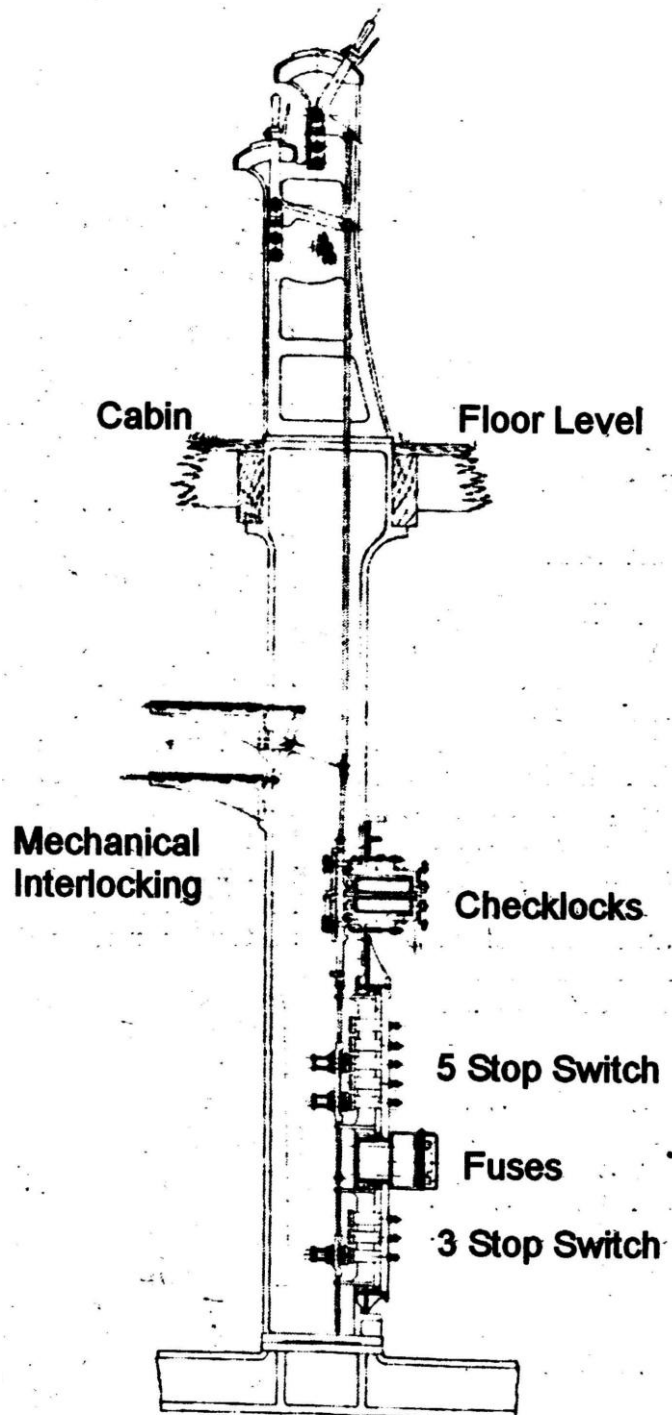 Cabin
Floor Level
Mechanical
Interlocking
Checklocks
5 Stop Switch
Fuses
3 Stop Switch